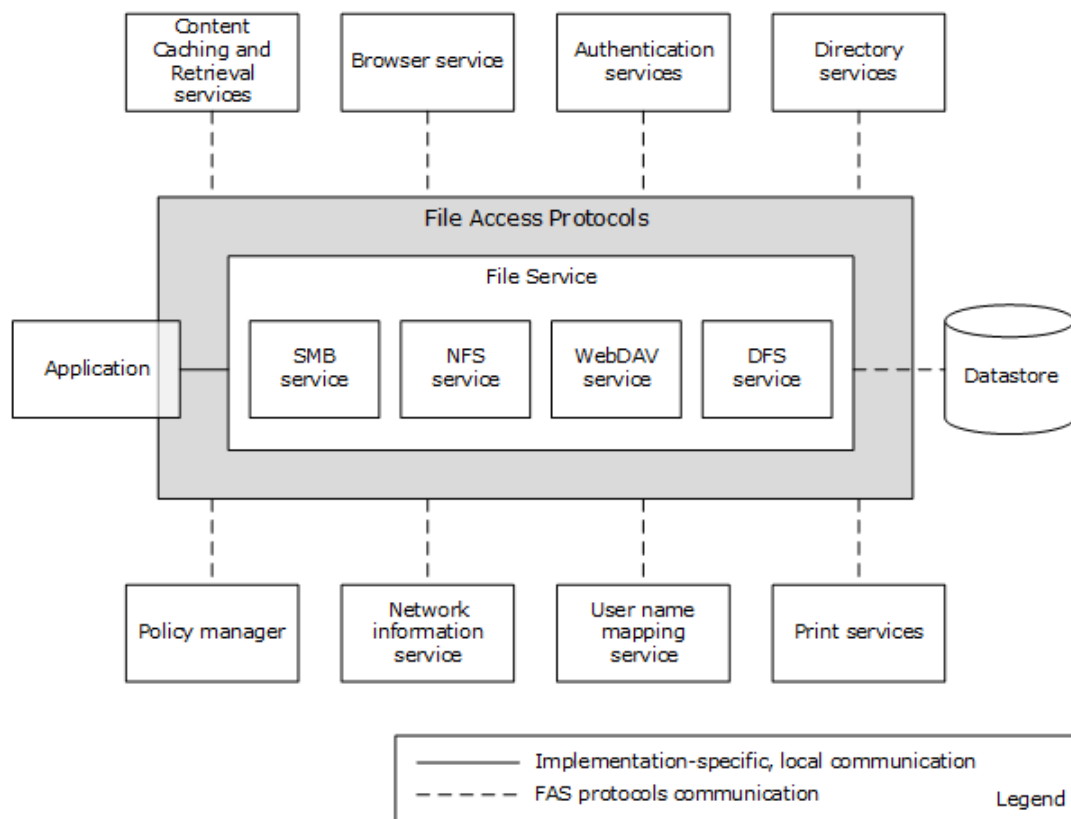 Content
Caching and
Retrieval
services
Browser service
Authentication
services
Directory
services
File Access Protocols
File Service
Application
SMB
service
NFS
service
WebDAV
service
DFS
service
Datastore
Policy manager
Network
information
service
User name
mapping
service
Print services
Implementation-specific, local communication
FAS protocols communication
Legend